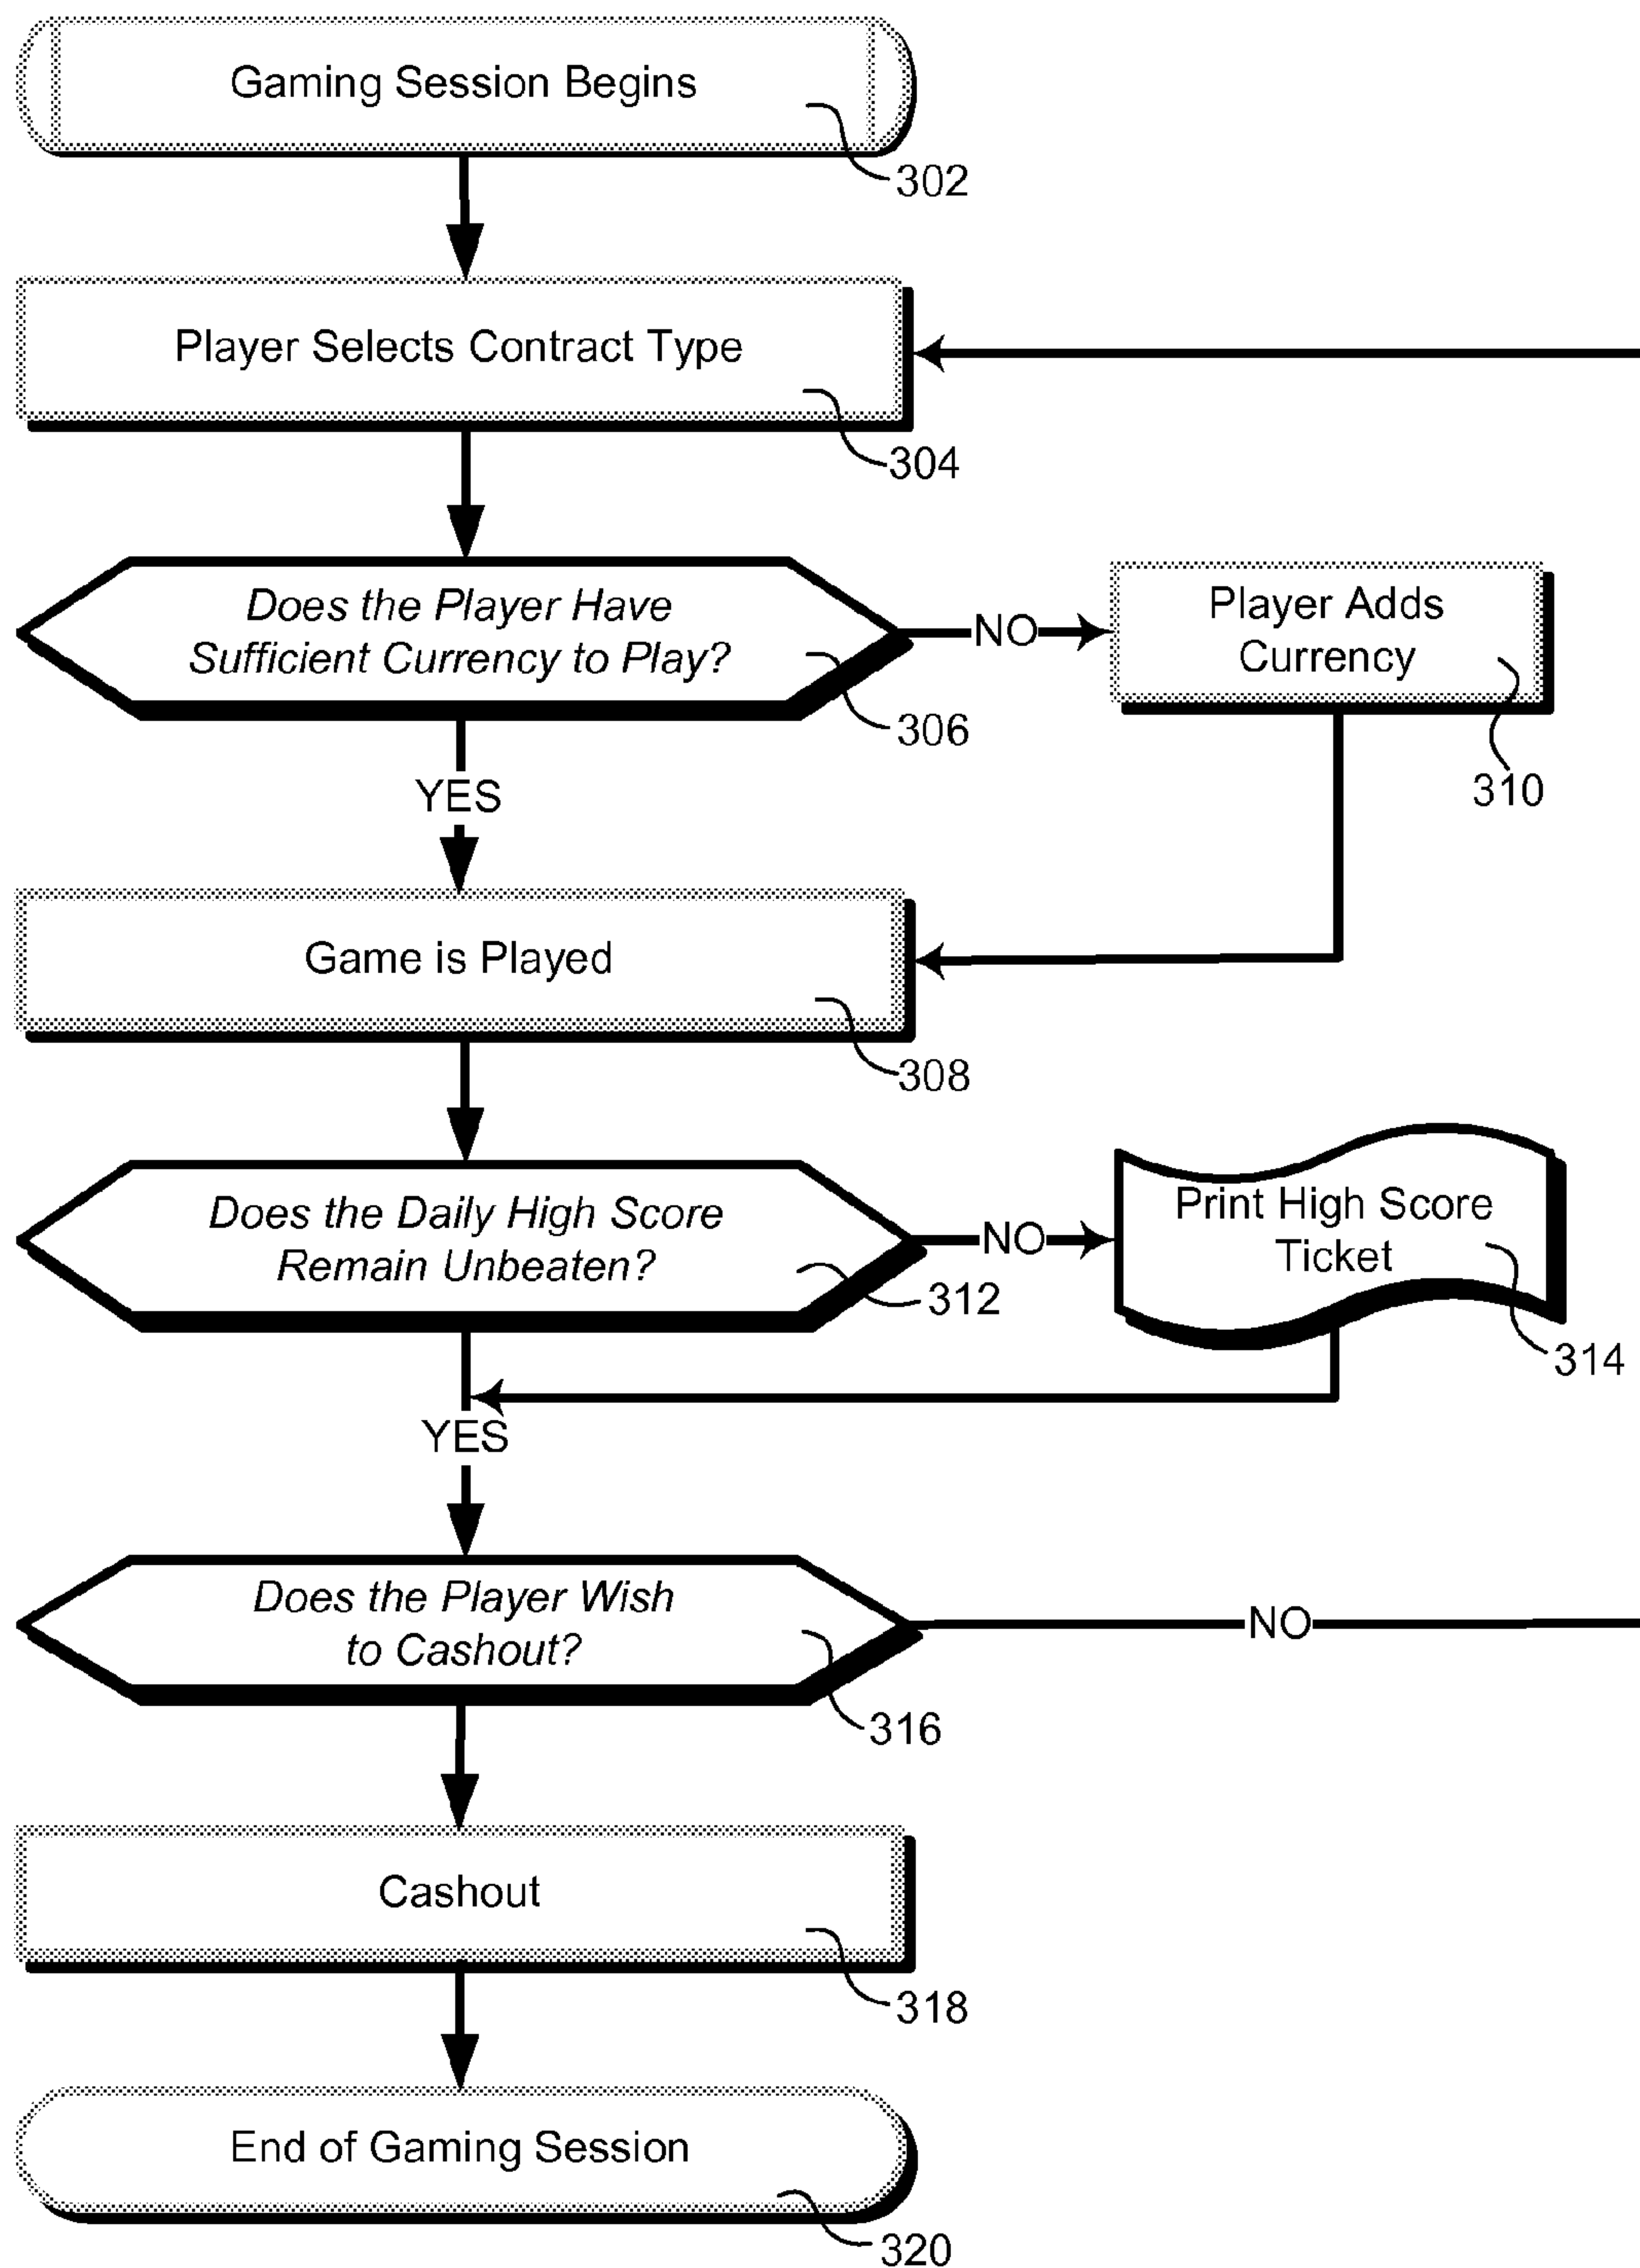 Gaming Session Begins
302
Player Selects Contract Type
304
Does the Player Have
Sufficient Currency to Play?
306
NO
Player Adds
Currency
310
YES
Game is Played
308
Does the Daily High Score
Remain Unbeaten?
312
NO
Print High Score
Ticket
314
YES
Does the Player Wish
to Cashout?
316
NO
Cashout
318
End of Gaming Session
320